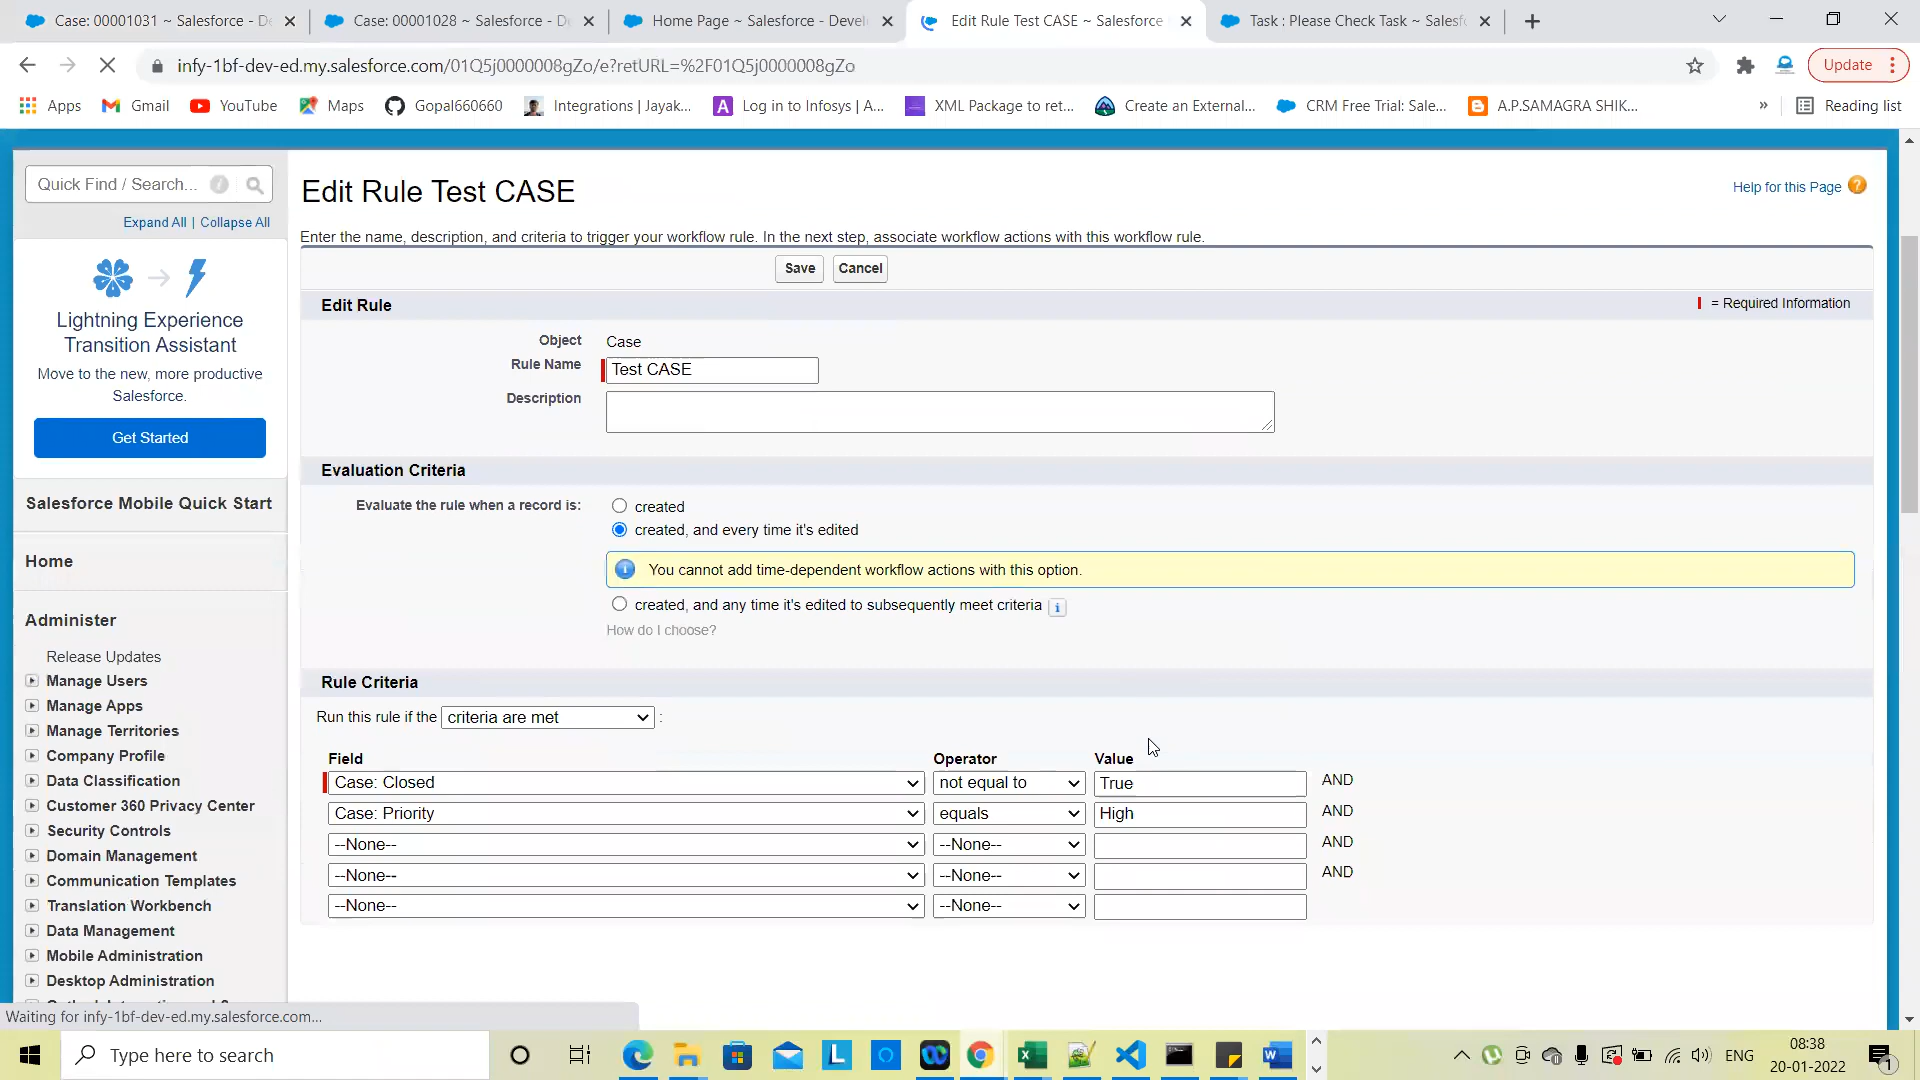 Case: 00001031 ~ Salesforce - De
Case: 00001028 ~ Salesforce - De
Home Page ~ Salesforce - Devel
Edit Rule Test CASE ~ Salesforce
Task : Please Check Task ~ Salesf
infy-1bf-dev-ed.my.salesforce.com/01Q5j0000008gZo/e?retURL=%2F01Q5j0000008gZo
Update
Apps
Gmail
YouTube
Maps
Gopal660060
Integrations | Jayak...
Log in to Infosys | A...
XML Package to ret...
Create an External...
CRM Free Trial: Sale...
A.P.SAMAGRA SHIK...
»
Reading list
Quick Find / Search...
Expand All | Collapse All
Lightning Experience
Transition Assistant
Move to the new, more productive
Salesforce.
Get Started
Salesforce Mobile Quick Start
Home
Administer
Release Updates
Manage Users
Manage Apps
Manage Territories
Company Profile
Data Classification
Customer 360 Privacy Center
Security Controls
Domain Management
Communication Templates
Translation Workbench
Data Management
Mobile Administration
Desktop Administration
Edit Rule Test CASE
Help for this Page
Enter the name, description, and criteria to trigger your workflow rule. In the next step, associate workflow actions with this workflow rule.
Save
Cancel
Edit Rule
= Required Information
Object
Case
Rule Name
Test CASE
Description
Evaluation Criteria
Evaluate the rule when a record is:
created
created, and every time it's edited
You cannot add time-dependent workflow actions with this option.
created, and any time it's edited to subsequently meet criteria
How do I choose?
Rule Criteria
Run this rule if the criteria are met :
Field Operator Value
Case: Closed not equal to True AND
Case: Priority equals High AND
--None-- --None-- AND
--None-- --None-- AND
--None-- --None--
Waiting for infy-1bf-dev-ed.my.salesforce.com...
Type here to search
ENG
08:38
20-01-2022
1